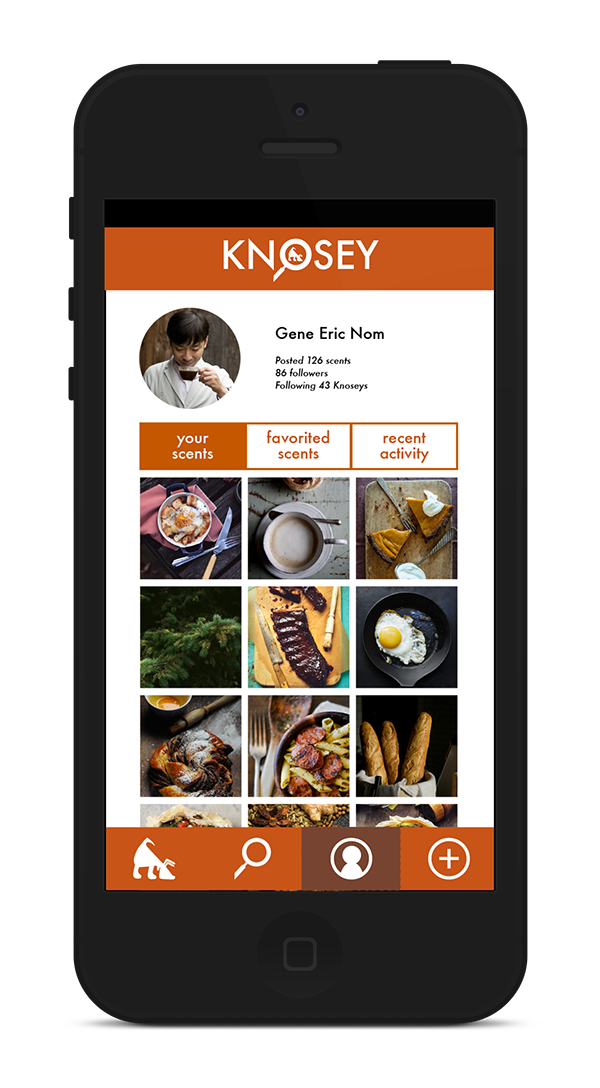 KNOSEY
Gene Eric Nom
Posted 126 scents
86 followers
Following 43 Knoseys
your
scents
favorited
scents
recent
activity